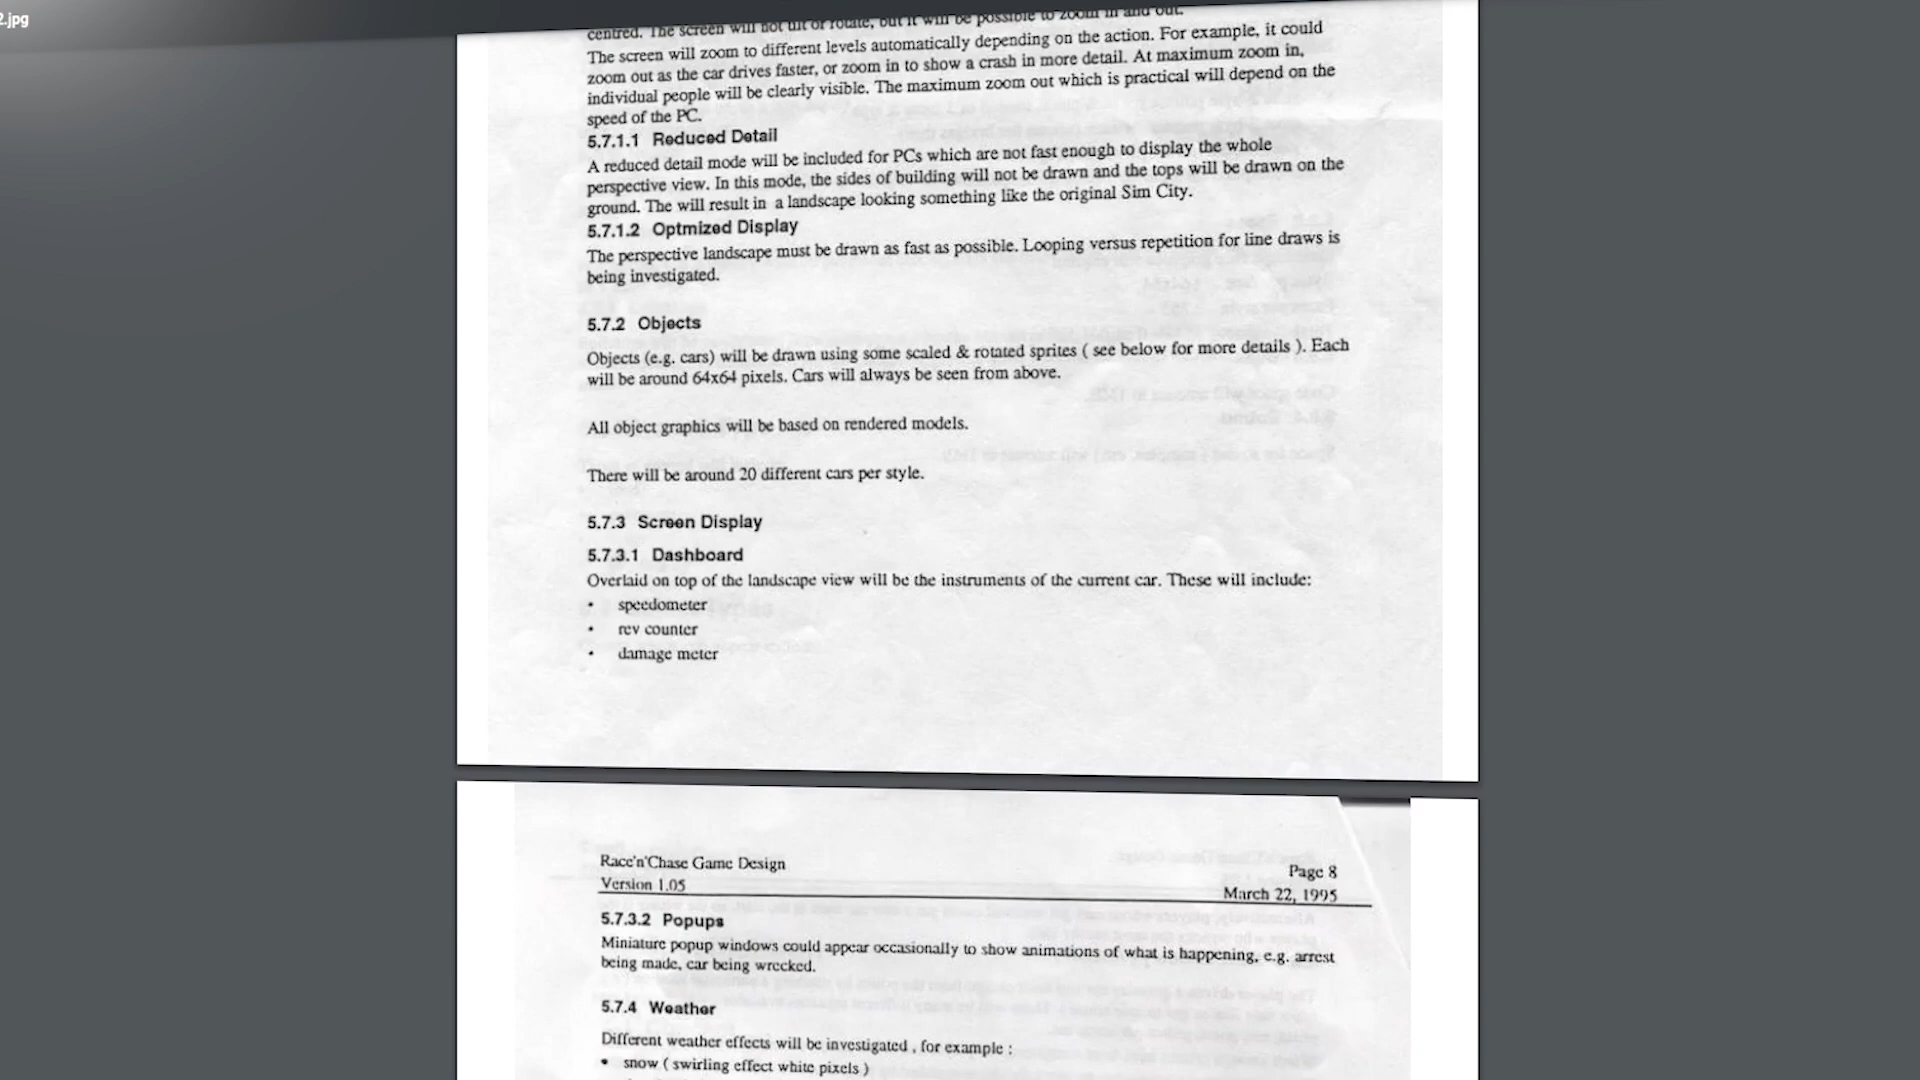 2.jpg
centred. The screen will not tilt or rotate, but it will be possible to zoom in and out.
The screen will zoom to different levels automatically depending on the action. For example, it could
zoom out as the car drives faster, or zoom in to show a crash in more detail. At maximum zoom in,
individual people will be clearly visible. The maximum zoom out which is practical will depend on the
speed of the PC.
5.7.1.1 Reduced Detail
A reduced detail mode will be included for PCs which are not fast enough to display the whole
perspective view. In this mode, the sides of building will not be drawn and the tops will be drawn on the
ground. The will result in a landscape looking something like the original Sim City.
5.7.1.2 Optmized Display
The perspective landscape must be drawn as fast as possible. Looping versus repetition for line draws is
being investigated.
5.7.2 Objects
Objects (e.g. cars) will be drawn using some scaled & rotated sprites ( see below for more details ). Each
will be around 64x64 pixels. Cars will always be seen from above.
All object graphics will be based on rendered models.
There will be around 20 different cars per style.
5.7.3 Screen Display
5.7.3.1 Dashboard
Overlaid on top of the landscape view will be the instruments of the current car. These will include:
• speedometer
• rev counter
• damage meter
Race'n'Chase Game Design Page 8
Version 1.05 March 22, 1995
5.7.3.2 Popups
Miniature popup windows could appear occasionally to show animations of what is happening, e.g. arrest
being made, car being wrecked.
5.7.4 Weather
Different weather effects will be investigated , for example :
• snow ( swirling effect white pixels )